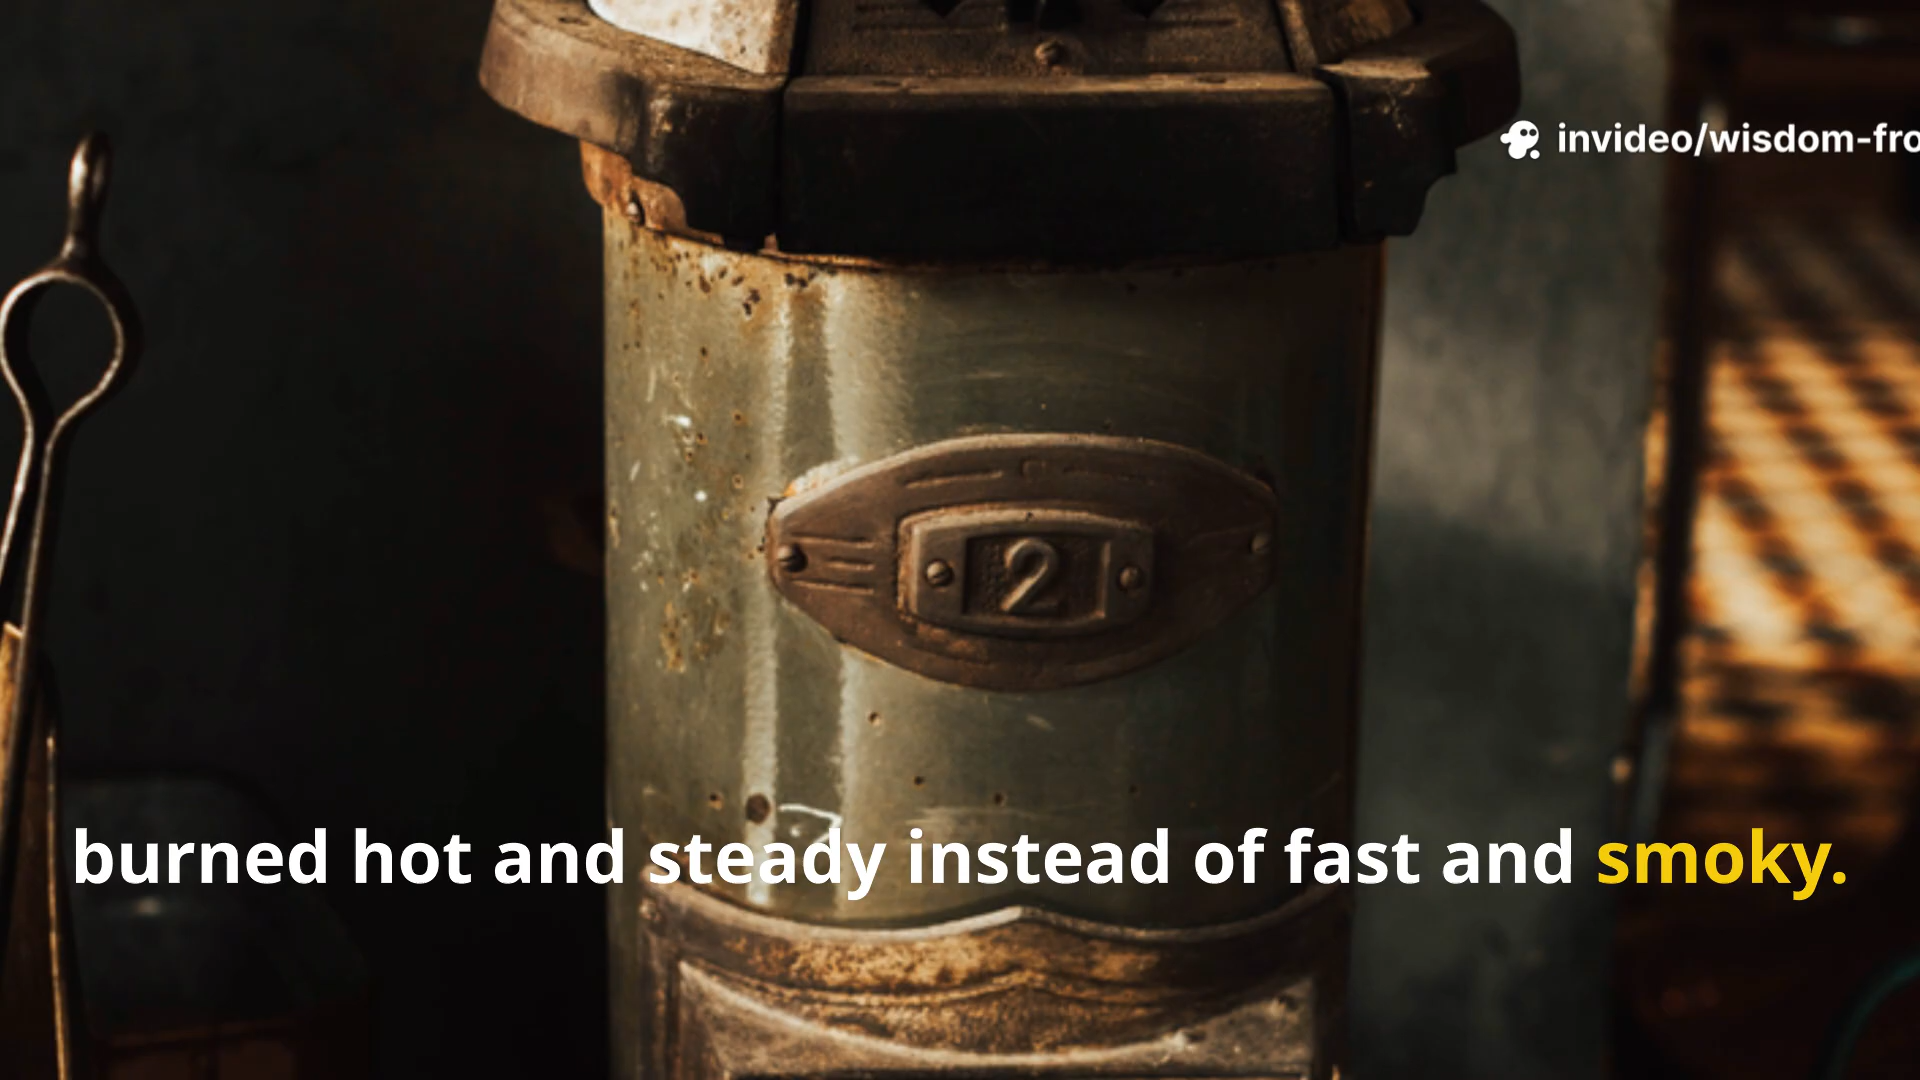 invideo/wisdom-fro
2
burned hot and steady instead of fast and smoky.